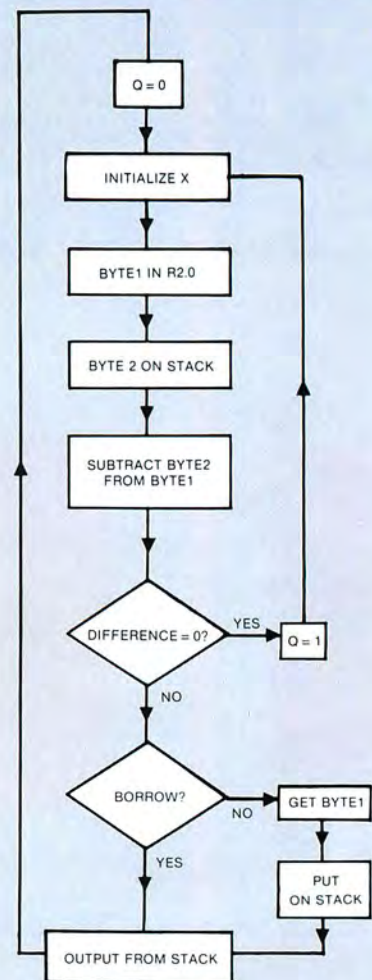 Q = 0
INITIALIZE X
BYTE1 IN R2.0
BYTE 2 ON STACK
SUBTRACT BYTE2
FROM BYTE1
DIFFERENCE = 0?
YES
Q = 1
NO
BORROW?
NO
GET BYTE1
YES
PUT
ON STACK
OUTPUT FROM STACK